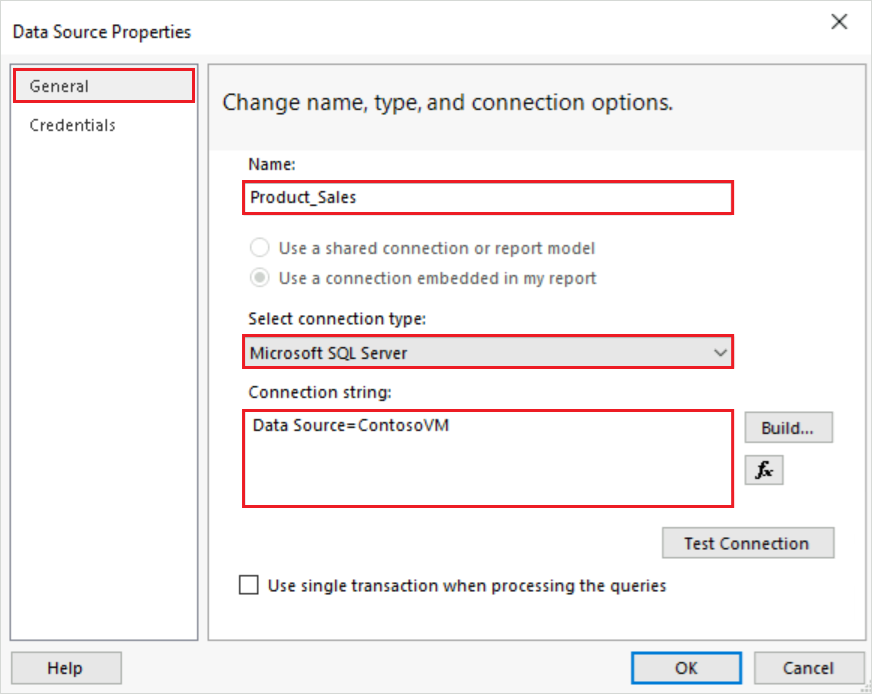 Data Source Properties
General
Credentials
Change name, type, and connection options.
Name:
Product_Sales
Use a shared connection or report model
Use a connection embedded in my report
Select connection type:
Microsoft SQL Server
Connection string:
Data Source=ContosoVM
Build...
fx
Test Connection
Use single transaction when processing the queries
Help
OK
Cancel